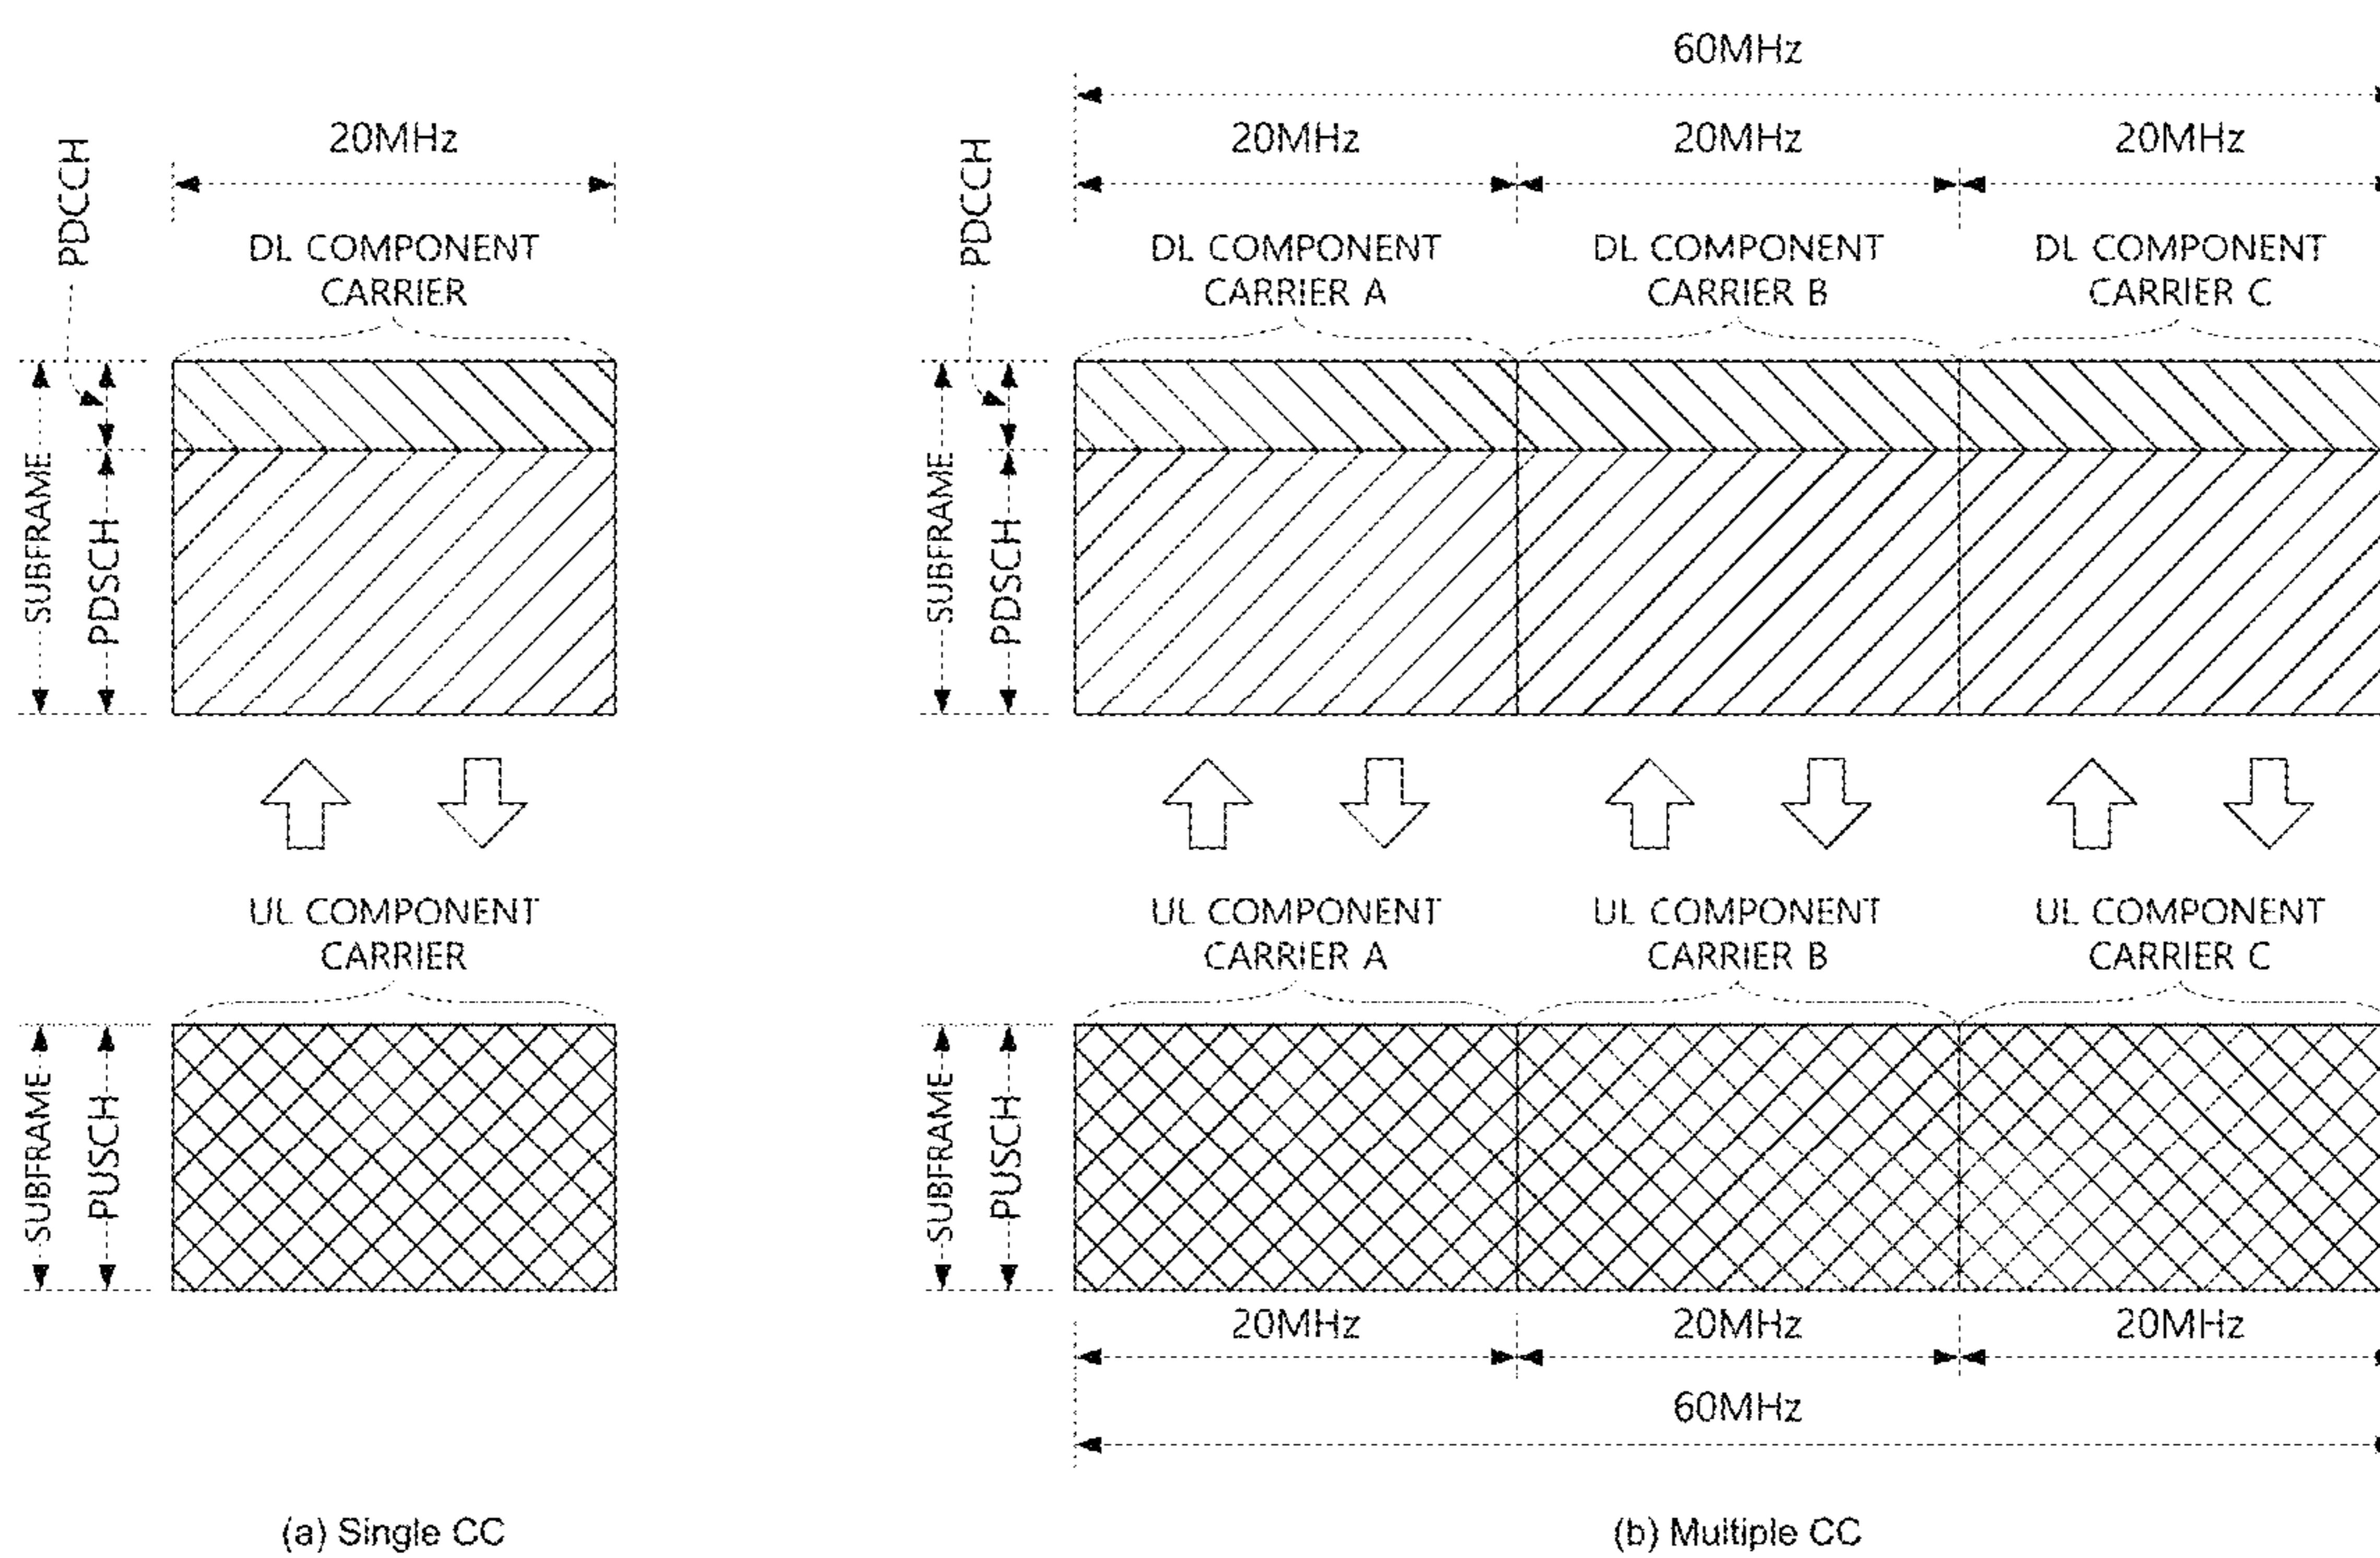 20MHz
PDCCH
DL COMPONENT
CARRIER
SUBFRAME
PDSCH
UL COMPONENT
CARRIER
SUBFRAME
PUSCH
(a) Single CC
60MHz
20MHz
20MHz
20MHz
PDCCH
DL COMPONENT
CARRIER A
DL COMPONENT
CARRIER B
DL COMPONENT
CARRIER C
SUBFRAME
PDSCH
UL COMPONENT
CARRIER A
UL COMPONENT
CARRIER B
UL COMPONENT
CARRIER C
SUBFRAME
PUSCH
20MHz
20MHz
20MHz
60MHz
(b) Multiple CC